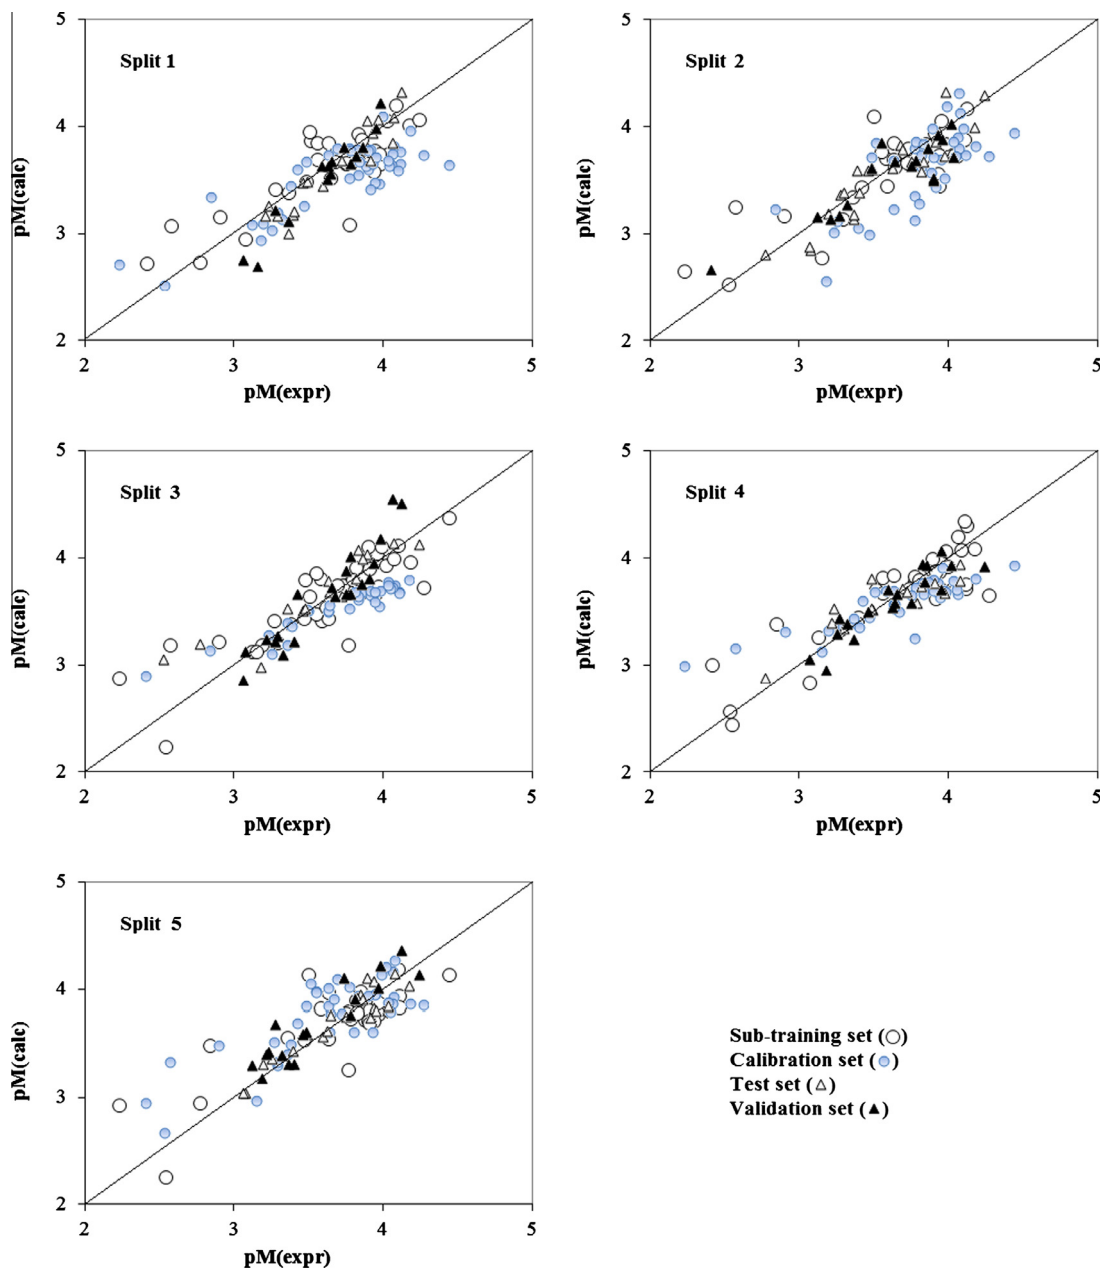 5
Split 1
4
pM(calc)
3
2
2 3 4 5
pM(expr)
5
Split 2
4
pM(calc)
3
2
2 3 4 5
pM(expr)
5
Split 3
4
pM(calc)
3
2
2 3 4 5
pM(expr)
5
Split 4
4
pM(calc)
3
2
2 3 4 5
pM(expr)
5
Split 5
4
pM(calc)
3
2
2 3 4 5
pM(expr)
Sub-training set (○)
Calibration set (●)
Test set (△)
Validation set (▲)